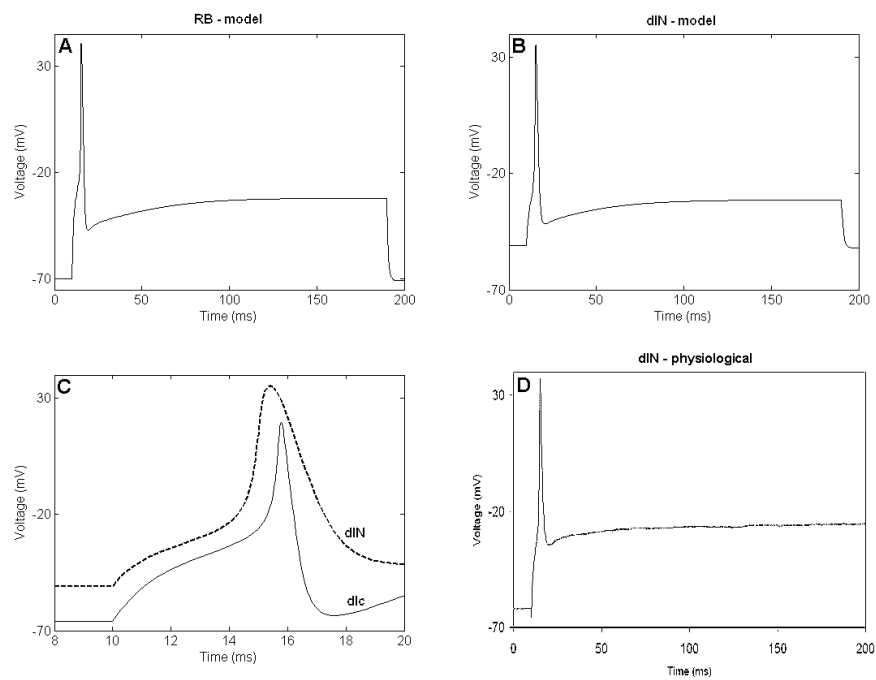 RB - model
A
30
-20
-70
Voltage (mV)
0 50 100 150 200
Time (ms)
dIN - model
B
30
-20
-70
Voltage (mV)
0 50 100 150 200
Time (ms)
C
30
-20
-70
Voltage (mV)
dIN
dIc
8 10 12 14 16 18 20
Time (ms)
dIN - physiological
D
30
-20
-70
Voltage (mV)
0 50 100 150 200
Time (ms)